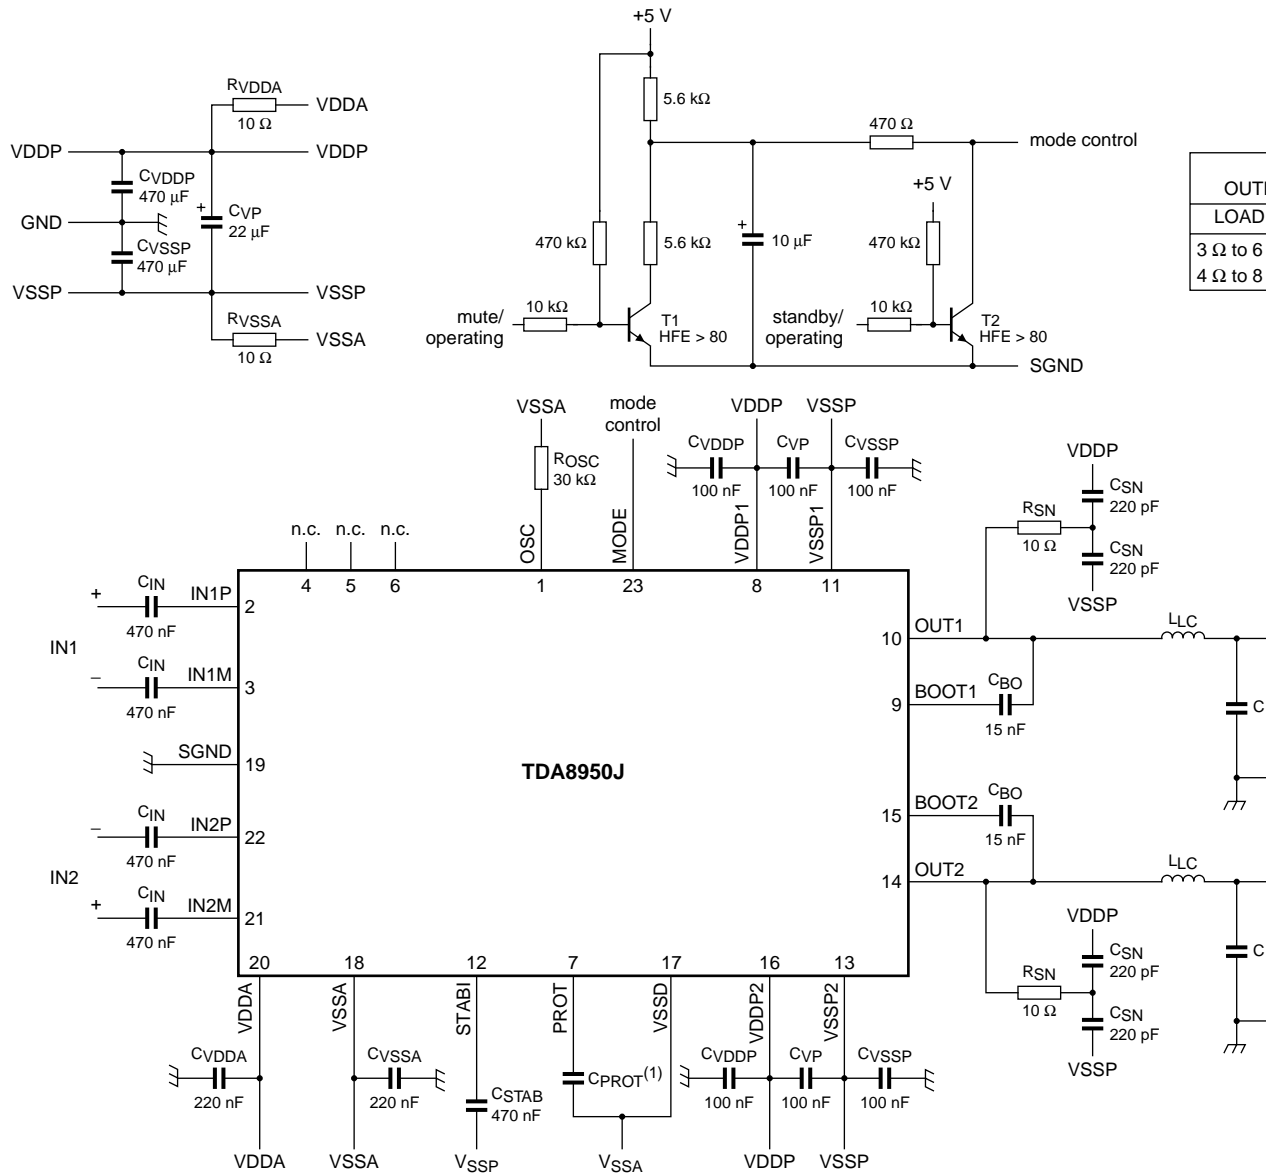 +5 V
RVDDA
VDDA
10 Ω
5.6 kΩ
470 Ω
mode control
VDDP
VDDP
CVDDP
470 μF
+5 V
OUTI
LOAD
GND
+
CVP
22 μF
CVSSP
470 μF
470 kΩ
5.6 kΩ
+
10 μF
470 kΩ
3 Ω to 6
4 Ω to 8
VSSP
VSSP
RVSSA
VSSA
10 Ω
mute/
operating
10 kΩ
T1
HFE > 80
standby/
operating
10 kΩ
T2
HFE > 80
SGND
VSSA
mode
control
VDDP
VSSP
ROSC
30 kΩ
CVDDP
CVP
CVSSP
100 nF
100 nF
100 nF
VDDP
CSN
220 pF
RSN
10 Ω
CSN
220 pF
VSSP
n.c.
n.c.
n.c.
OSC
MODE
VDDP1
VSSP1
4
5
6
1
23
8
11
CIN
+
IN1P
2
470 nF
IN1
CIN
–
IN1M
3
470 nF
SGND
19
CIN
–
IN2P
22
470 nF
IN2
CIN
+
IN2M
21
470 nF
TDA8950J
10
OUT1
LLC
CBO
BOOT1
9
15 nF
C
CBO
BOOT2
15
15 nF
OUT2
14
LLC
VDDP
CSN
220 pF
RSN
10 Ω
CSN
220 pF
VSSP
C
20
18
12
7
17
16
13
VDDA
VSSA
STABI
PROT
VSSD
VDDP2
VSSP2
CVDDA
220 nF
CVSSA
220 nF
CSTAB
470 nF
CPROT(1)
CVDDP
CVP
CVSSP
100 nF
100 nF
100 nF
VDDA
VSSA
VSSP
VSSA
VDDP
VSSP